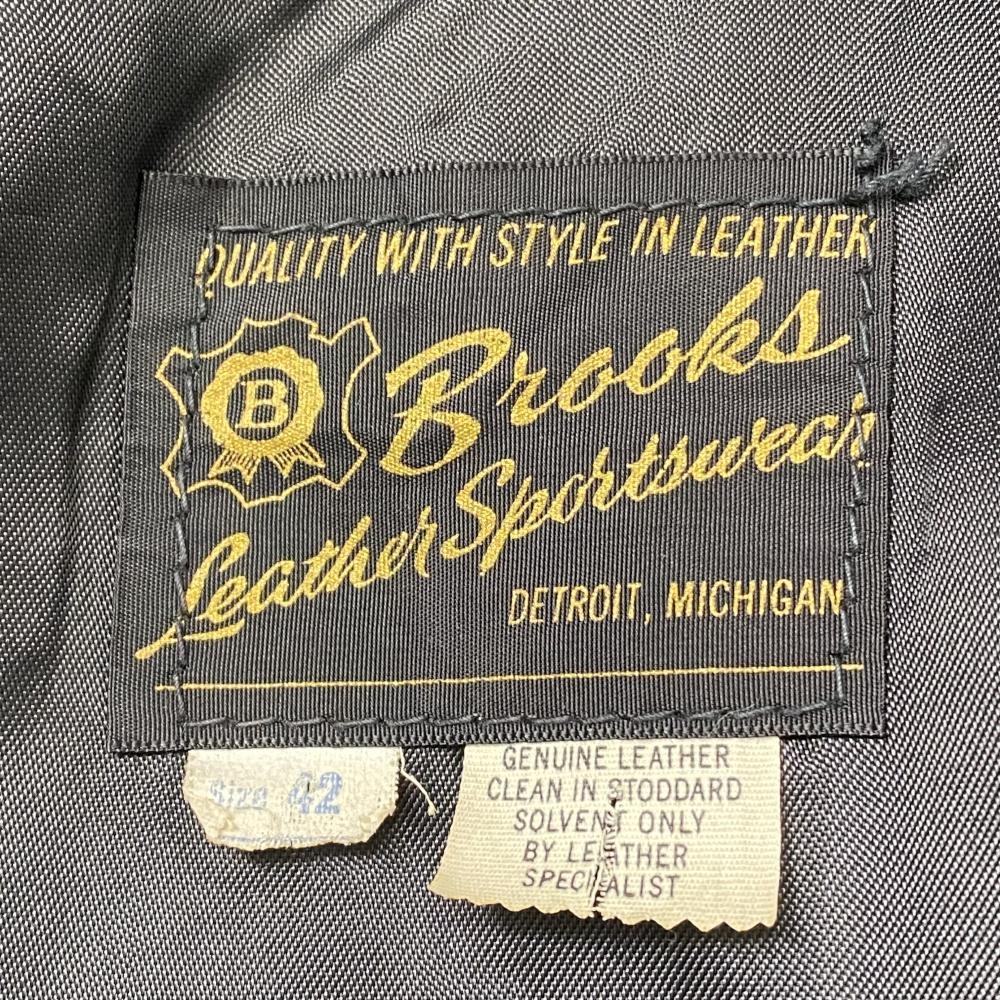 QUALITY WITH STYLE IN LEATHER
B
Brooks
Leather Sportswear
DETROIT, MICHIGAN
Size 42
GENUINE LEATHER
CLEAN IN STODDARD
SOLVENT ONLY
BY LEATHER
SPECIALIST